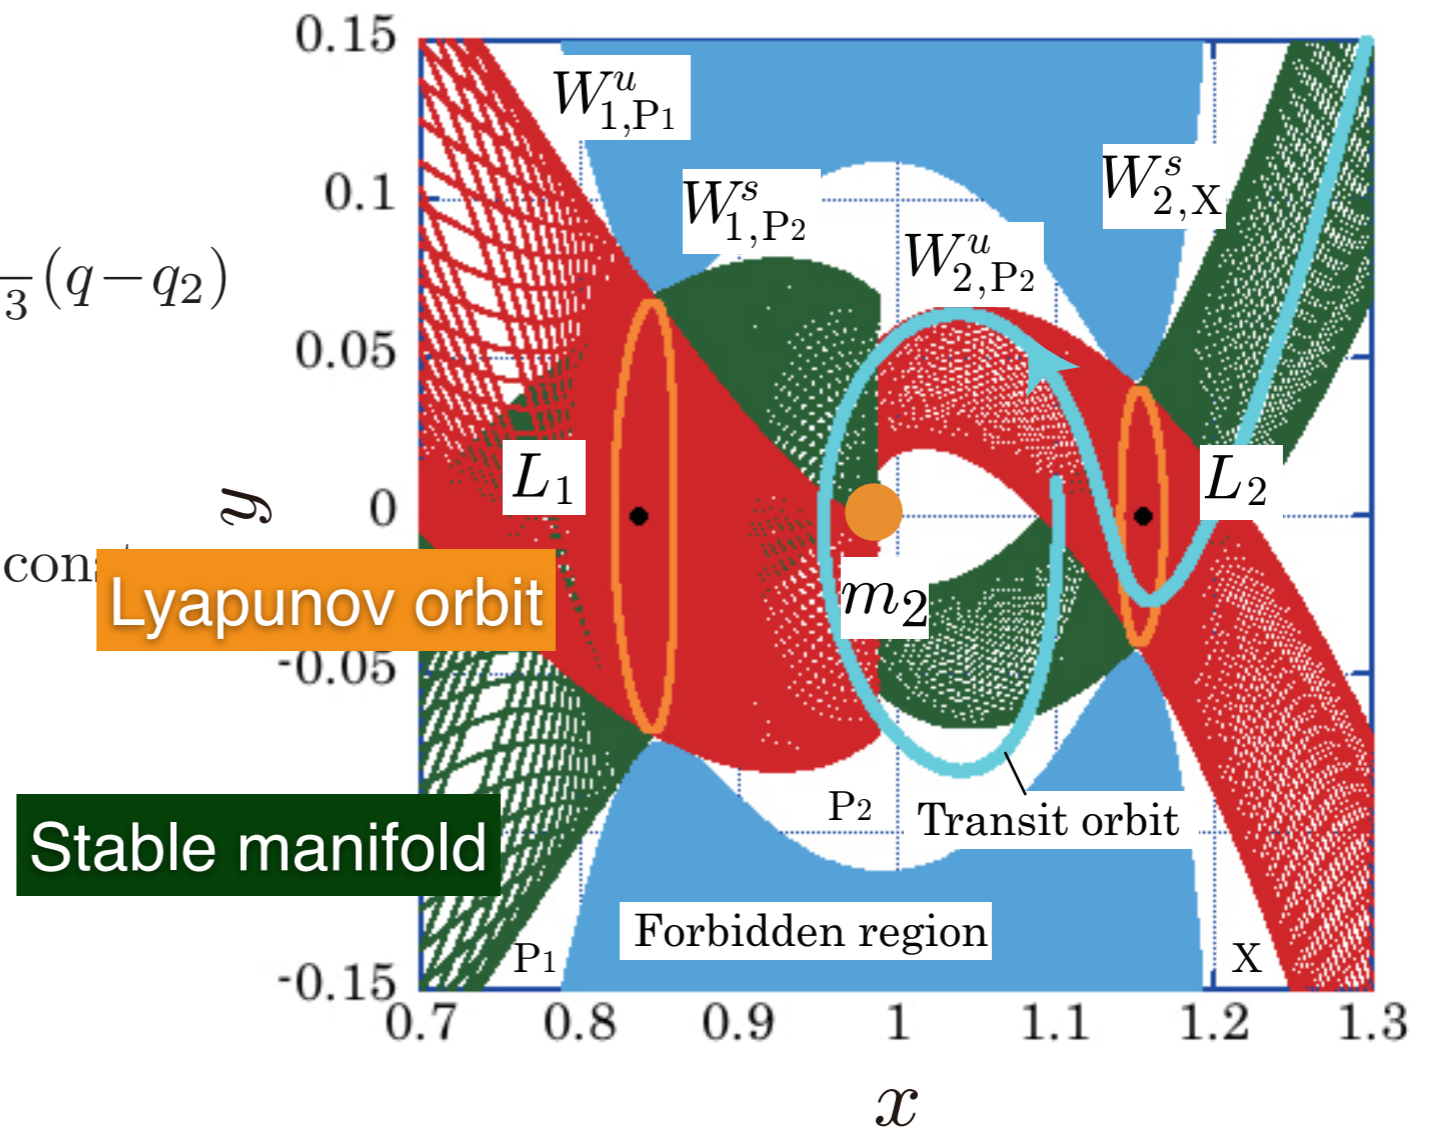 0.15
0.1
0.05
0
-0.05
-0.15
y
W^u_{1,P1}
W^s_{1,P2}
W^u_{2,P2}
W^s_{2,X}
3 (q−q₂)
L₁
L₂
m₂
Lyapunov orbit
Stable manifold
P₂
Transit orbit
Forbidden region
P₁
X
0.7 0.8 0.9 1 1.1 1.2 1.3
x